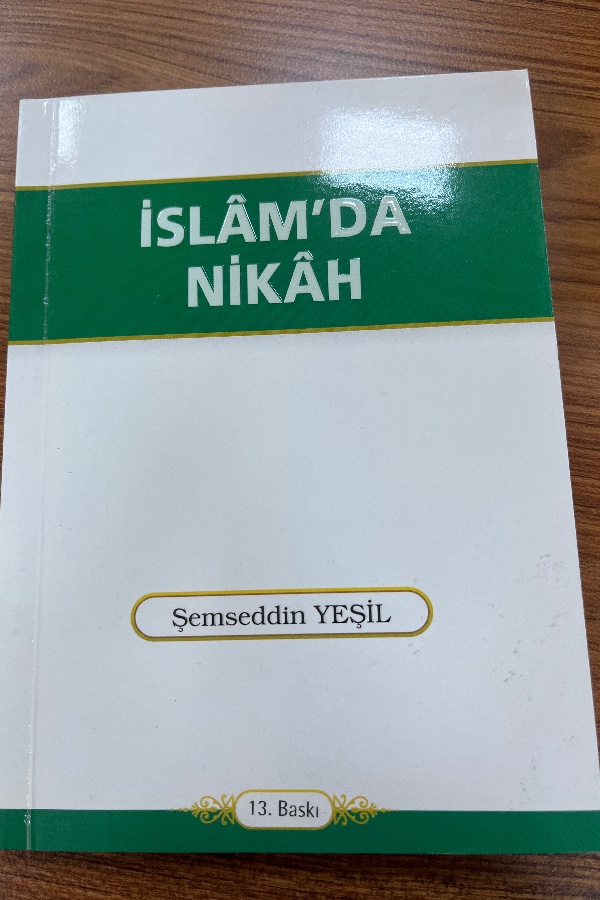 İSLÂM'DA
NİKÂH
Şemseddin YEŞİL
13. Baskı